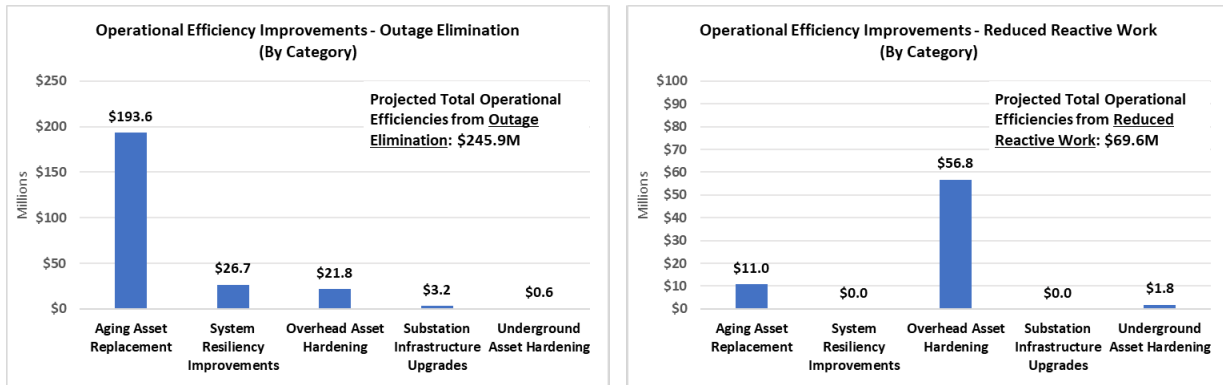 Operational Efficiency Improvements - Outage Elimination
(By Category)
Projected Total Operational
Efficiencies from Outage
Elimination: $245.9M
Millions
$250
$200
$150
$100
$50
$0
$193.6
$26.7
$21.8
$3.2
$0.6
Aging Asset
Replacement
System
Resiliency
Improvements
Overhead Asset
Hardening
Substation
Infrastructure
Upgrades
Underground
Asset Hardening
Operational Efficiency Improvements - Reduced Reactive Work
(By Category)
Projected Total Operational
Efficiencies from Reduced
Reactive Work: $69.6M
Millions
$100
$90
$80
$70
$60
$50
$40
$30
$20
$10
$0
$11.0
$0.0
$56.8
$0.0
$1.8
Aging Asset
Replacement
System
Resiliency
Improvements
Overhead Asset
Hardening
Substation
Infrastructure
Upgrades
Underground
Asset Hardening